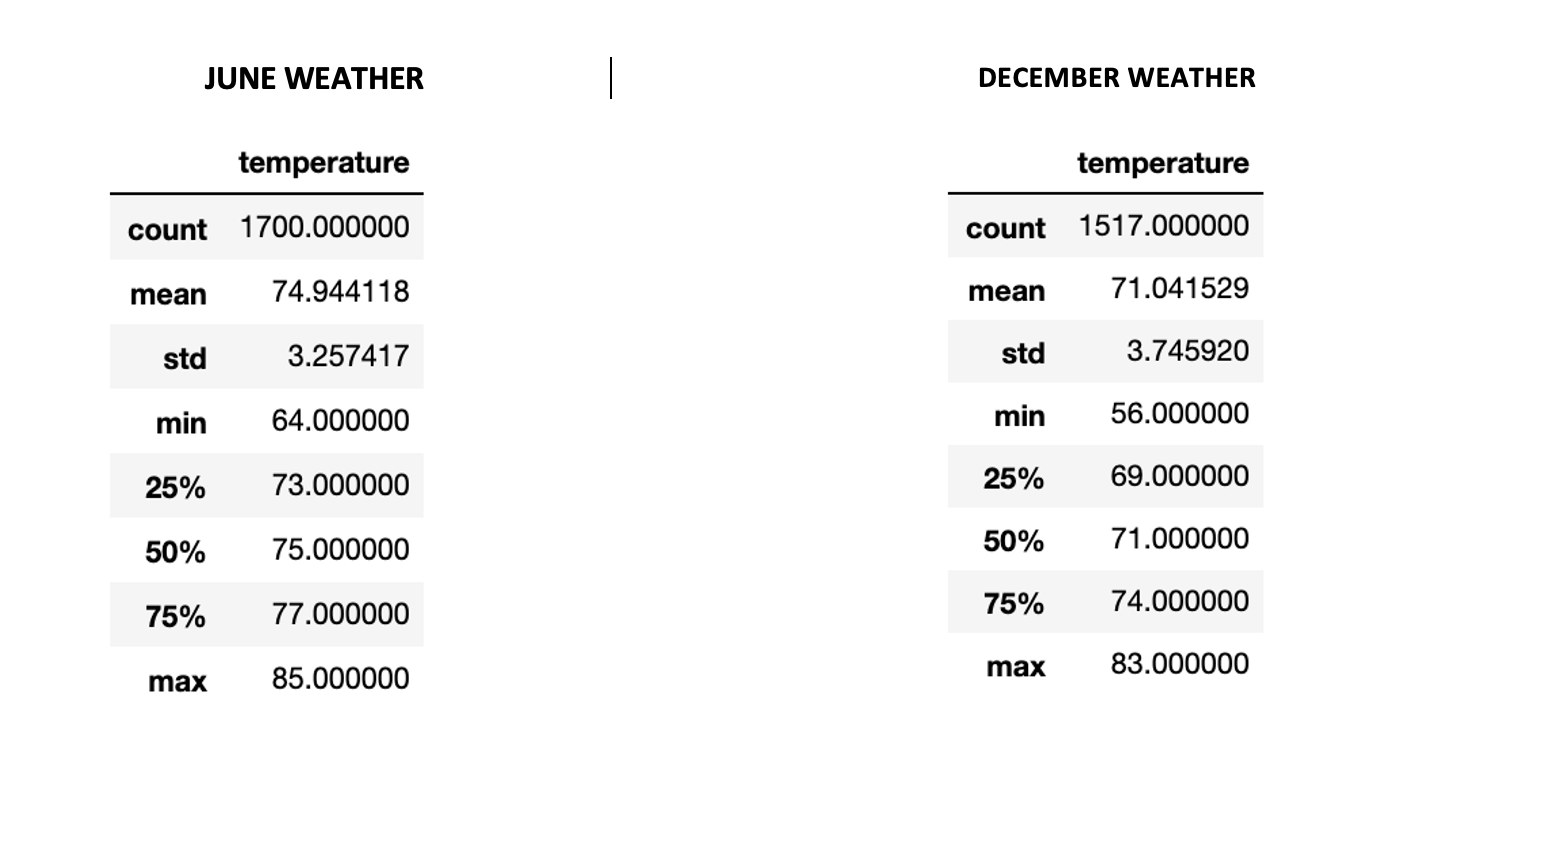 JUNE WEATHER
temperature
count 1700.000000
mean 74.944118
std 3.257417
min 64.000000
25% 73.000000
50% 75.000000
75% 77.000000
max 85.000000
DECEMBER WEATHER
temperature
count 1517.000000
mean 71.041529
std 3.745920
min 56.000000
25% 69.000000
50% 71.000000
75% 74.000000
max 83.000000